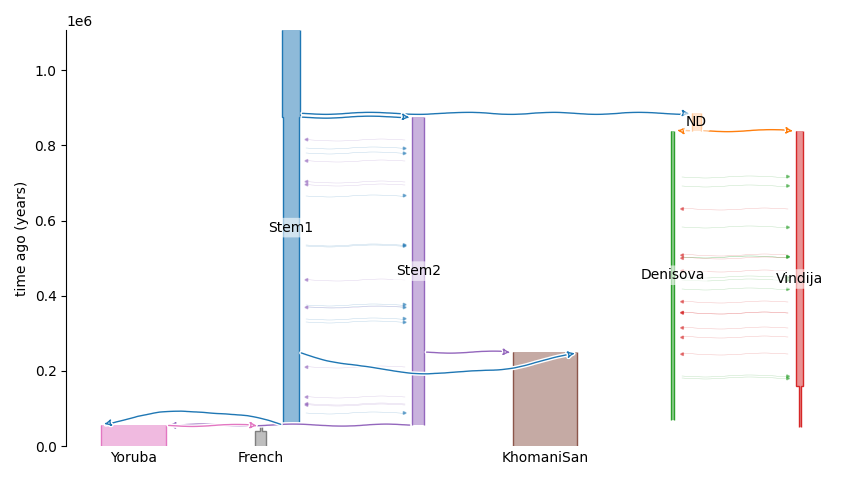 1e6
1.0
ND
0.8
0.6
Stem1
time ago (years)
Stem2
Denisova
Vindija
0.4
0.2
0.0
Yoruba
French
KhomaniSan